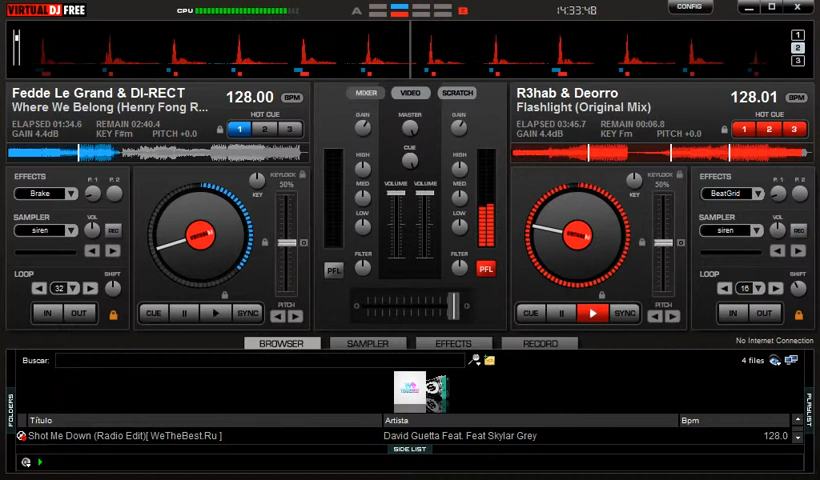 VIRTUAL DJ FREE
CPU
A
B
14:33:48
CONFIG
1
2
3
Fedde Le Grand & DI-RECT
Where We Belong (Henry Fong R...
128.00 BPM
ELAPSED 01:34.6 REMAIN 02:40.4
GAIN 4.4dB KEY F#m PITCH +0.0
HOT CUE
1 2 3
MIXER VIDEO SCRATCH
R3hab & Deorro
Flashlight (Original Mix)
128.01 BPM
ELAPSED 03:45.7 REMAIN 00:06.8
GAIN 4.4dB KEY Fm PITCH +0.0
HOT CUE
1 2 3
EFFECTS P. 1 P. 2
Brake
SAMPLER VOL
siren REC
LOOP SHIFT
32
IN OUT
KEY
KEYLOCK
50%
VIRTUAL DJ
CUE SYNC
PITCH
GAIN MASTER GAIN
CUE
HIGH HIGH
MED VOLUME VOLUME MED
LOW LOW
FILTER FILTER
PFL PFL
KEY
KEYLOCK
50%
VIRTUAL DJ
CUE SYNC
PITCH
EFFECTS P. 1 P. 2
BeatGrid
SAMPLER VOL
siren REC
LOOP SHIFT
16
IN OUT
BROWSER SAMPLER EFFECTS RECORD
No Internet Connection
Buscar:
4 files
FOLDERS
PLAYLIST
Título Artista Bpm
Shot Me Down (Radio Edit)[ WeTheBest.Ru ] David Guetta Feat. Feat Skylar Grey 128.0
SIDE LIST